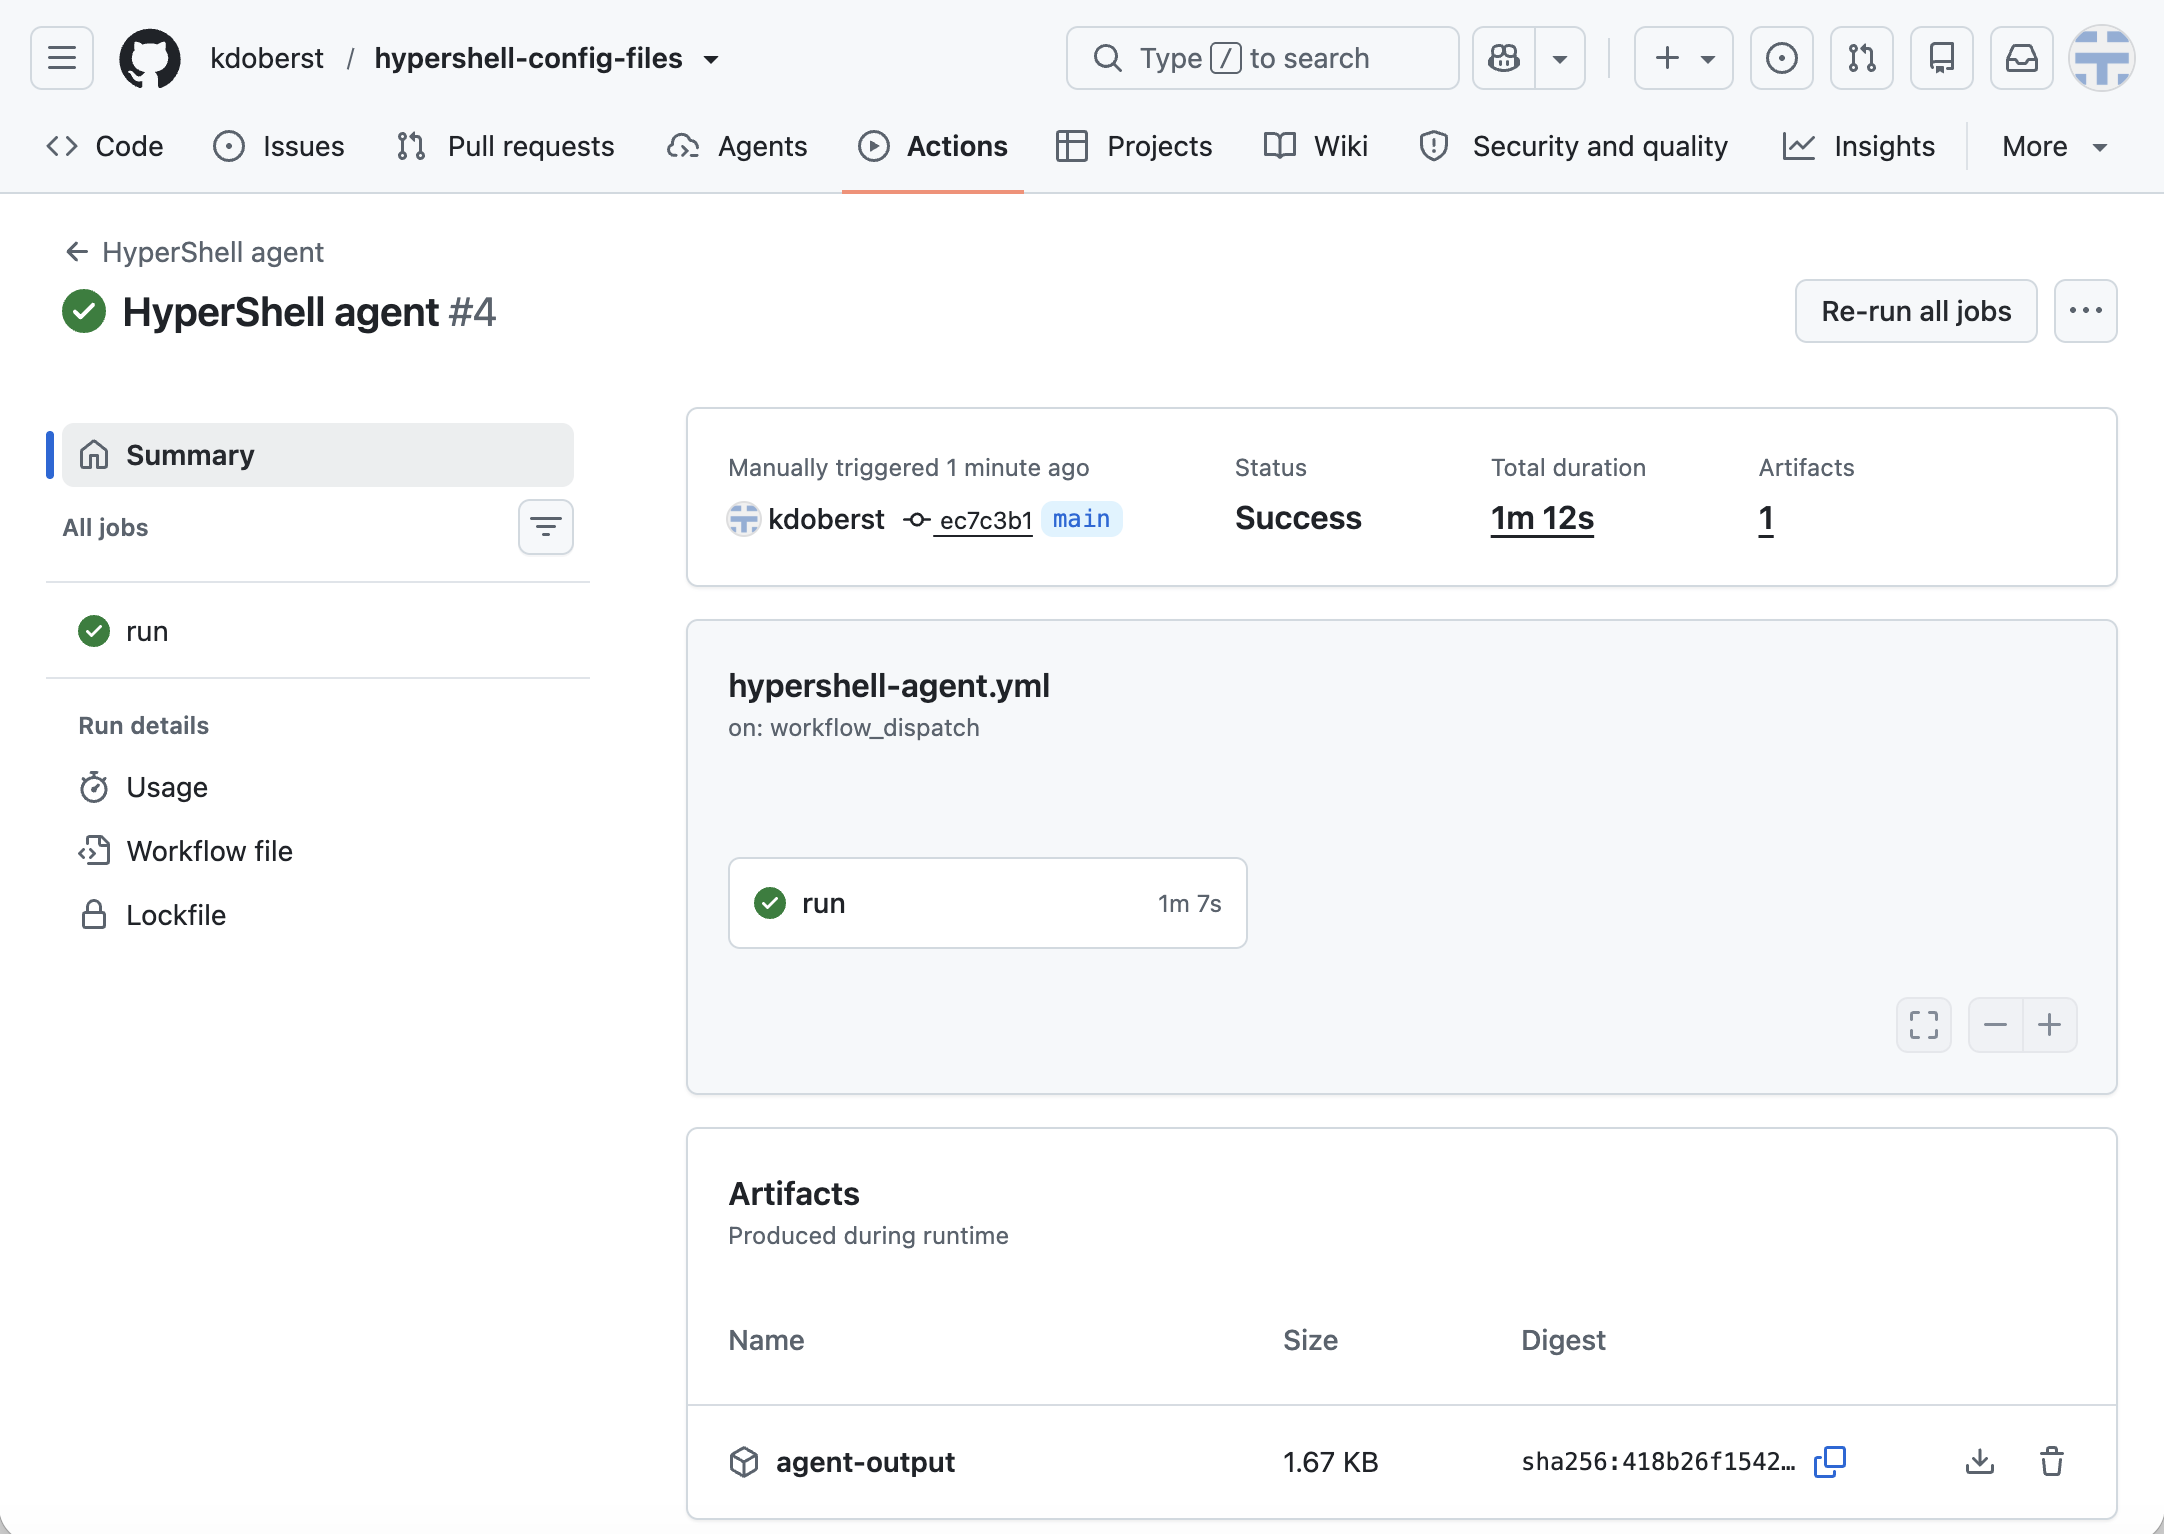 kdoberst / hypershell-config-files
Type / to search
Code
Issues
Pull requests
Agents
Actions
Projects
Wiki
Security and quality
Insights
More
HyperShell agent
HyperShell agent #4
Re-run all jobs
Summary
All jobs
run
Run details
Usage
Workflow file
Lockfile
Manually triggered 1 minute ago
kdoberst ec7c3b1 main
Status
Success
Total duration
1m 12s
Artifacts
1
hypershell-agent.yml
on: workflow_dispatch
run 1m 7s
Artifacts
Produced during runtime
Name Size Digest
agent-output 1.67 KB sha256:418b26f1542…